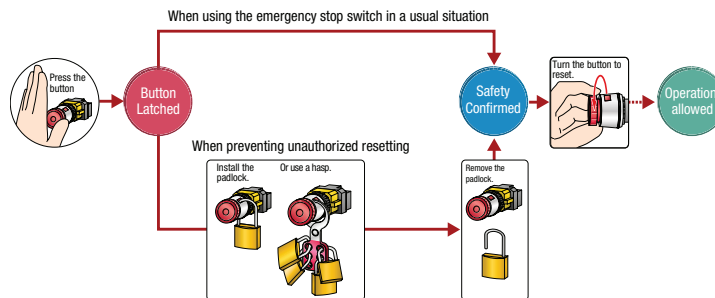 When using the emergency stop switch in a usual situation
Press the
button
Button
Latched
Safety
Confirmed
Turn the button to
reset.
Operation
allowed
When preventing unauthorized resetting
Install the
padlock.
Or use a hasp.
Remove the
padlock.